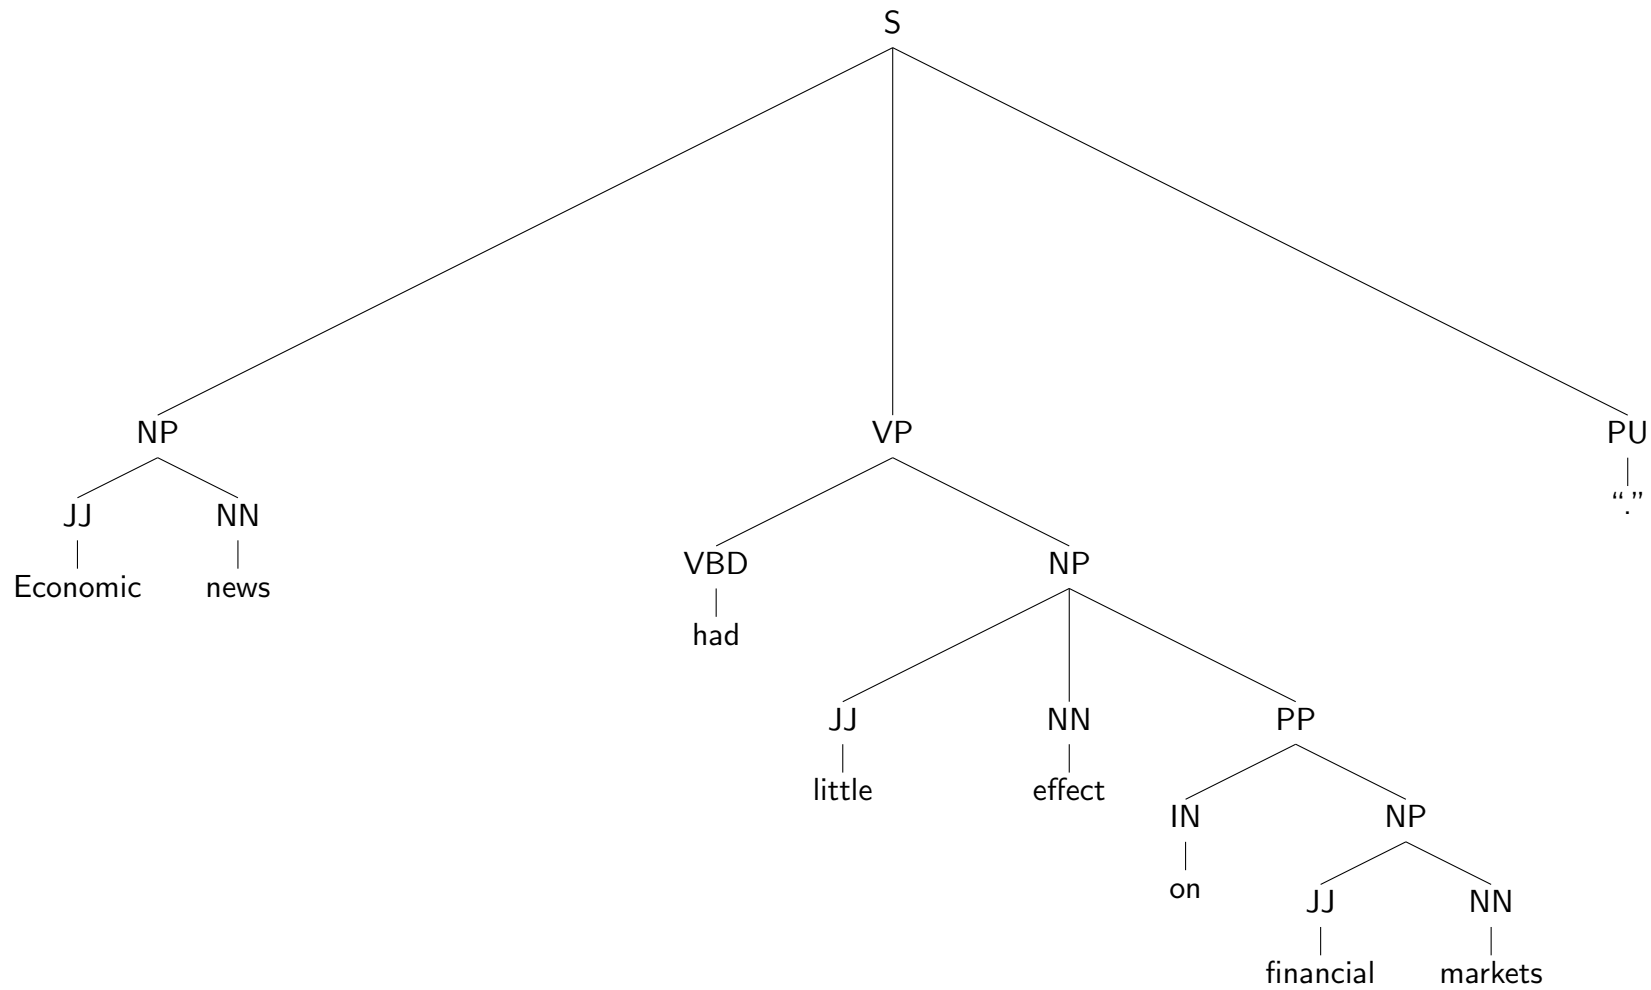 S
NP VP PU
JJ NN “.”
Economic news
VBD NP
had
JJ NN PP
little effect
IN NP
on
JJ NN
financial markets